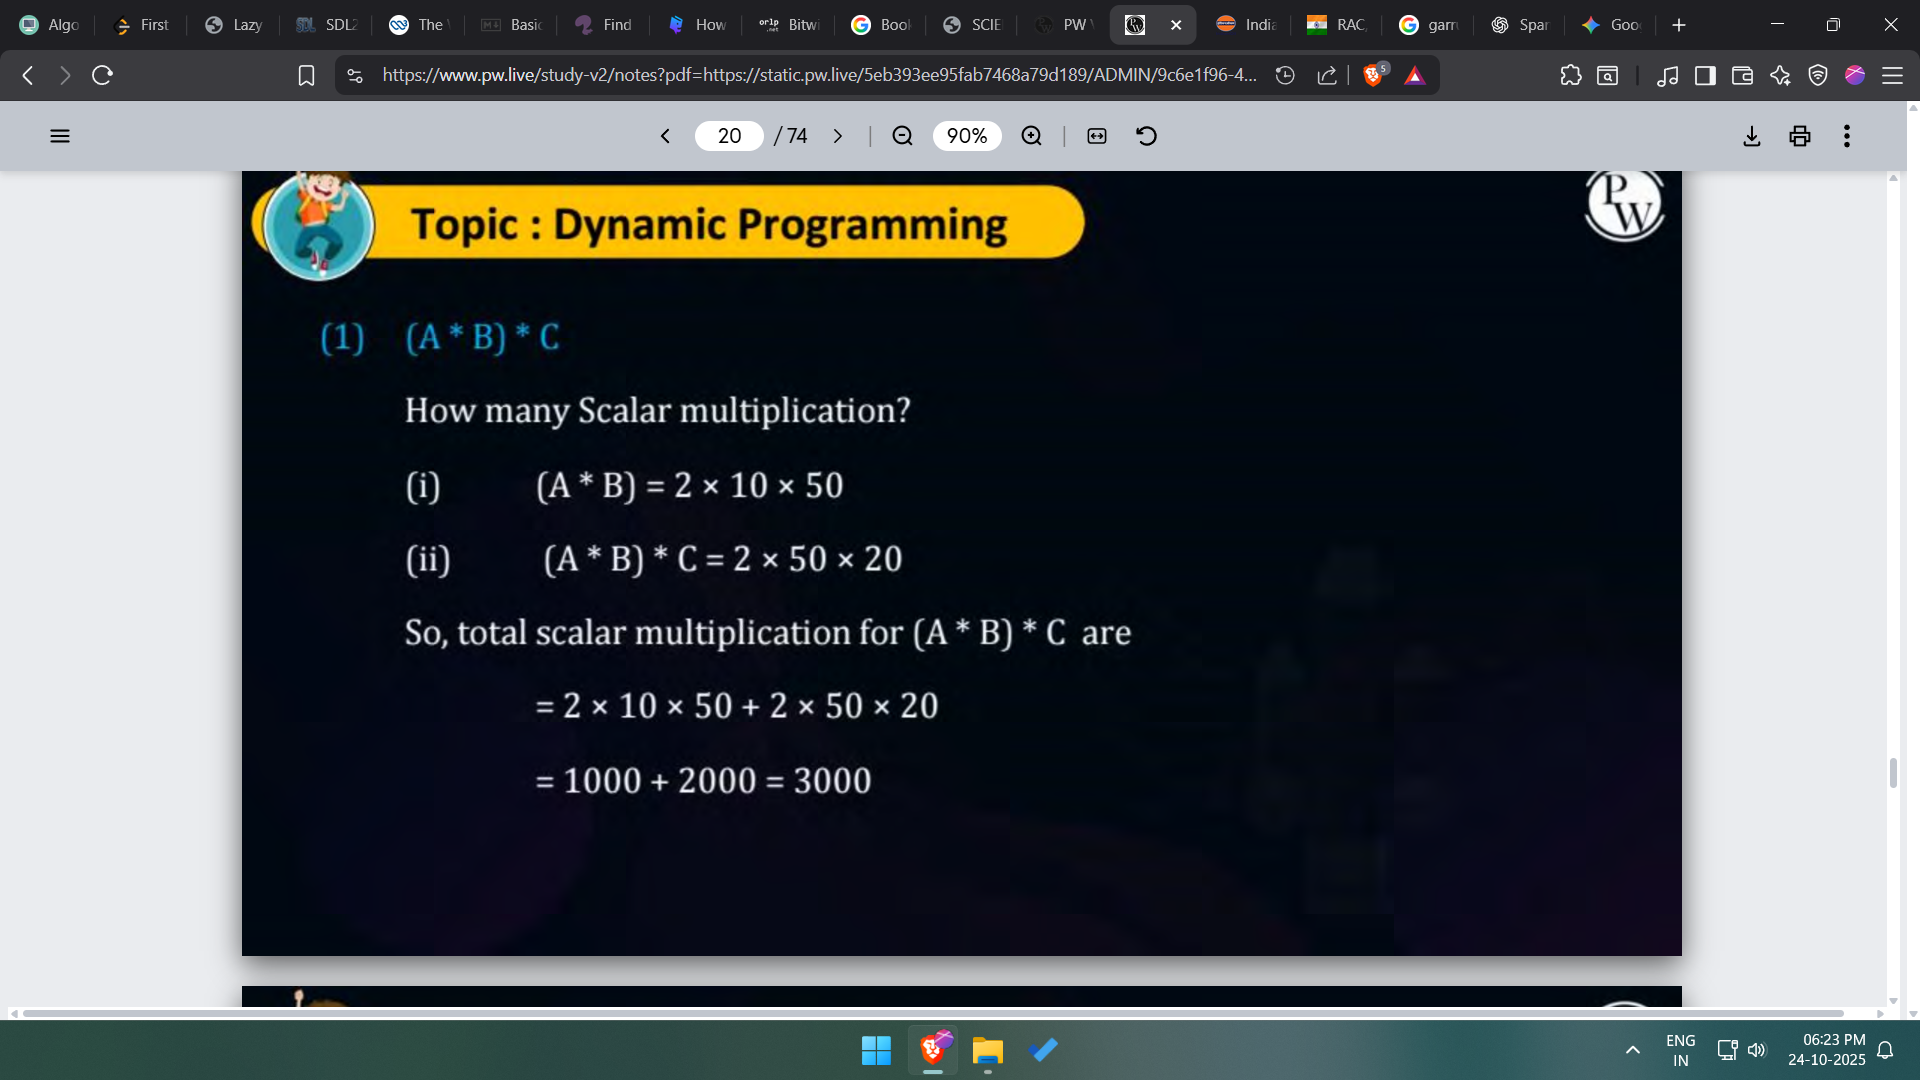 Algo
First
Lazy
SDL2
The
Basic
Find
How
Bitwi
Book
SCIE
PW
India
RAC,
garru
Spar
Goo
https://www.pw.live/study-v2/notes?pdf=https://static.pw.live/5eb393ee95fab7468a79d189/ADMIN/9c6e1f96-4...
5
20 / 74
90%
Topic : Dynamic Programming
PW
(1) (A * B) * C
How many Scalar multiplication?
(i) (A * B) = 2 × 10 × 50
(ii) (A * B) * C = 2 × 50 × 20
So, total scalar multiplication for (A * B) * C are
= 2 × 10 × 50 + 2 × 50 × 20
= 1000 + 2000 = 3000
ENG
IN
06:23 PM
24-10-2025